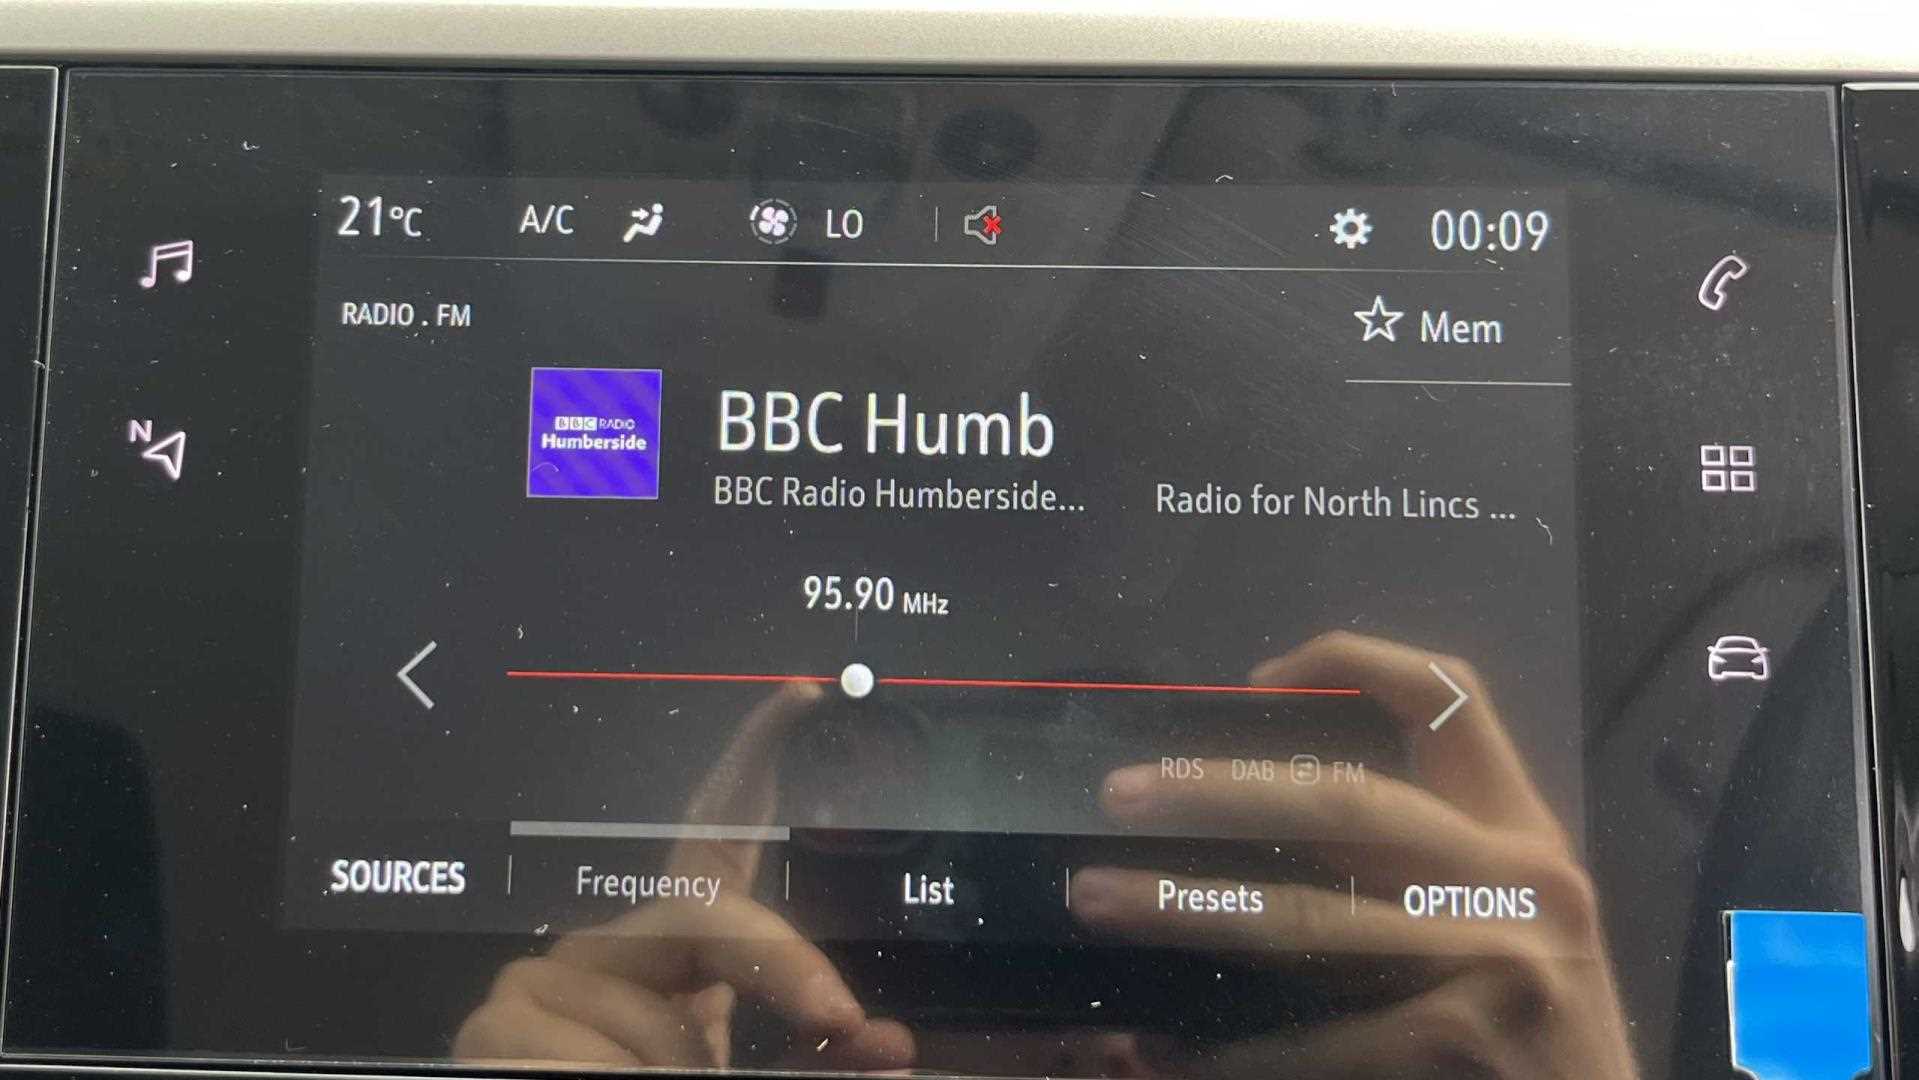 21°C A/C LO 00:09
RADIO . FM
Mem
BBC RADIO
Humberside
BBC Humb
BBC Radio Humberside... Radio for North Lincs ...
N
95.90 MHz
RDS DAB FM
SOURCES Frequency List Presets OPTIONS